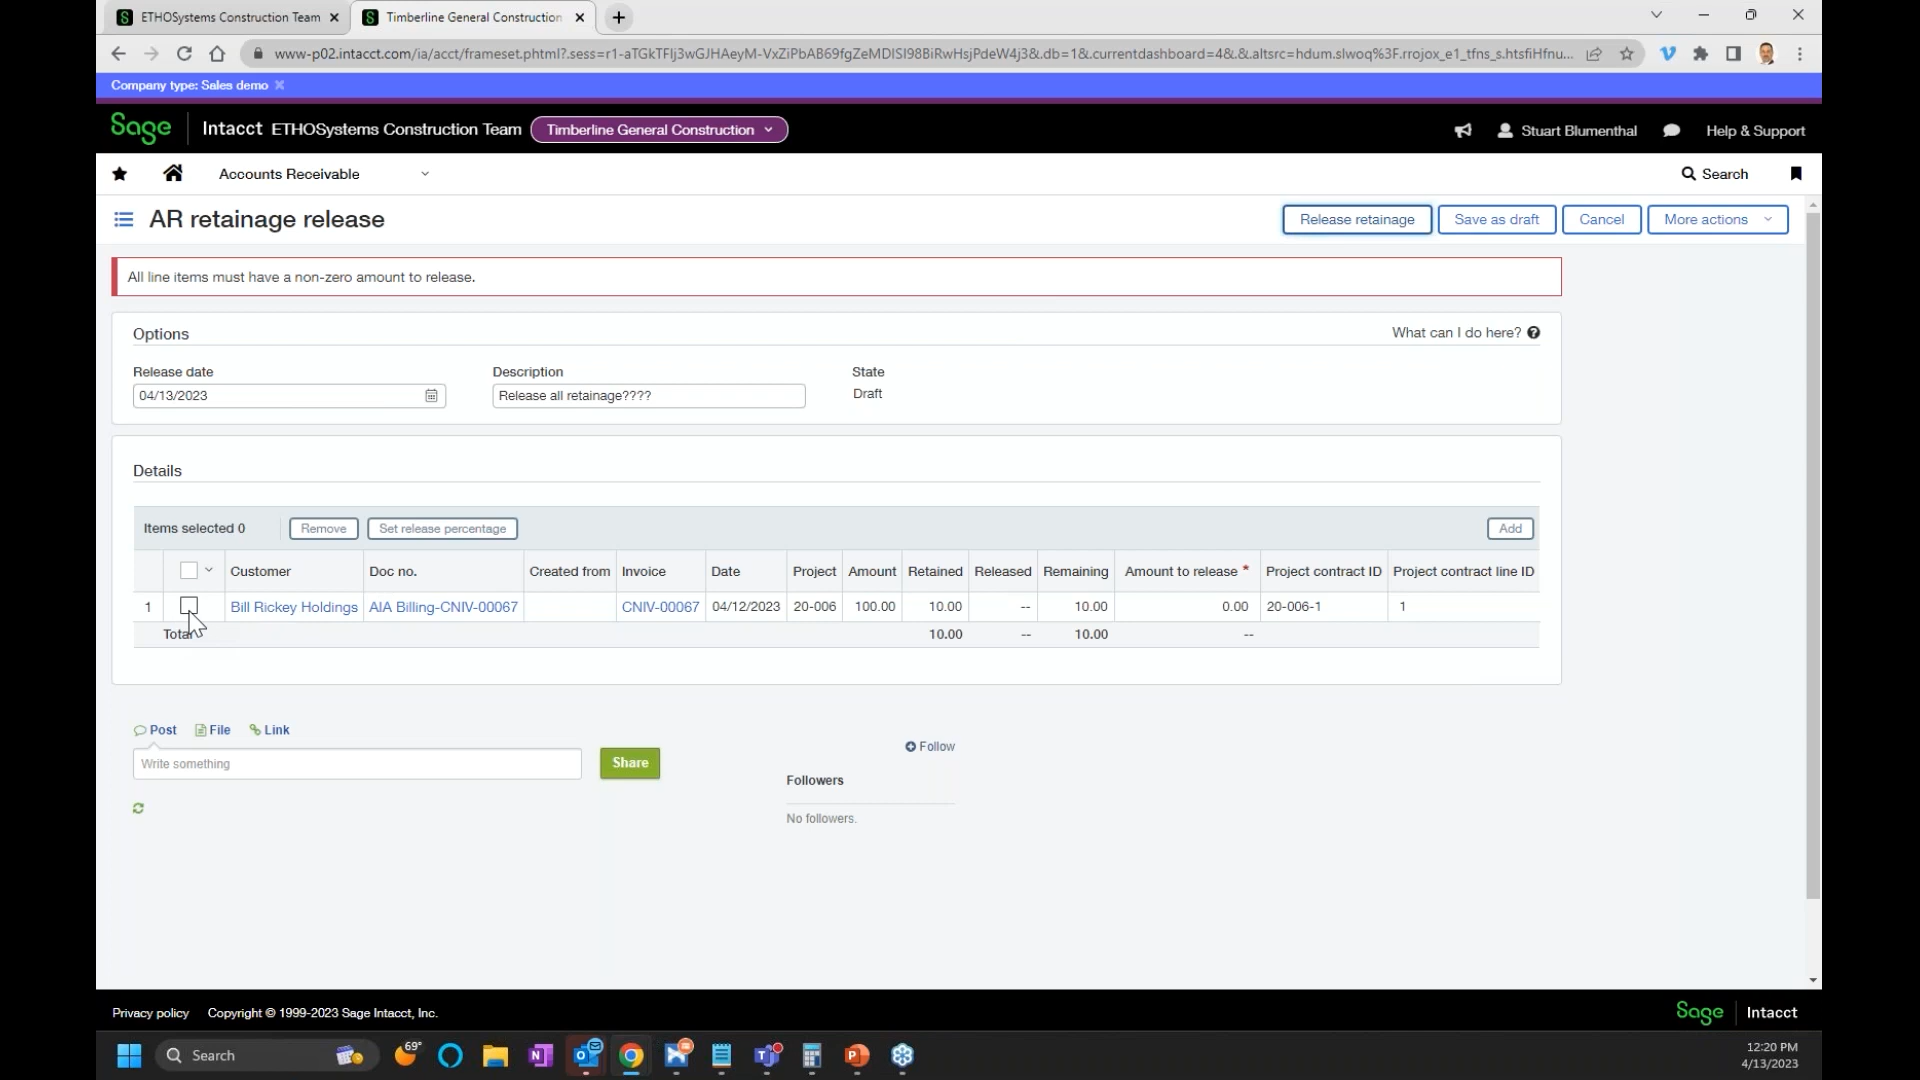 ETHOSystems Construction Team
Timberline General Construction
www-p02.intacct.com/ia/acct/frameset.phtml?.sess=r1-aTGkTFlj3wGJHAeyM-VxZiPbAB69fgZeMDISI98BiRwHsjPdeW4j3&.db=1&.currentdashboard=4&.&.altsrc=hdum.slwoq%3F.rrojox_e1_tfns_s.htsfiHfnu...
Company type: Sales demo
Sage Intacct ETHOSystems Construction Team Timberline General Construction Stuart Blumenthal Help & Support
Accounts Receivable Search
AR retainage release Release retainage Save as draft Cancel More actions
All line items must have a non-zero amount to release.
Options What can I do here?
Release date Description State
04/13/2023 Release all retainage???? Draft
Details
Items selected 0 Remove Set release percentage Add
Customer Doc no. Created from Invoice Date Project Amount Retained Released Remaining Amount to release * Project contract ID Project contract line ID
1 Bill Rickey Holdings AIA Billing-CNIV-00067 CNIV-00067 04/12/2023 20-006 100.00 10.00 -- 10.00 0.00 20-006-1 1
Total 10.00 -- 10.00 --
Post File Link
Write something Share
Follow
Followers
No followers.
Privacy policy Copyright © 1999-2023 Sage Intacct, Inc. Sage Intacct
Search 69° 12:20 PM
4/13/2023